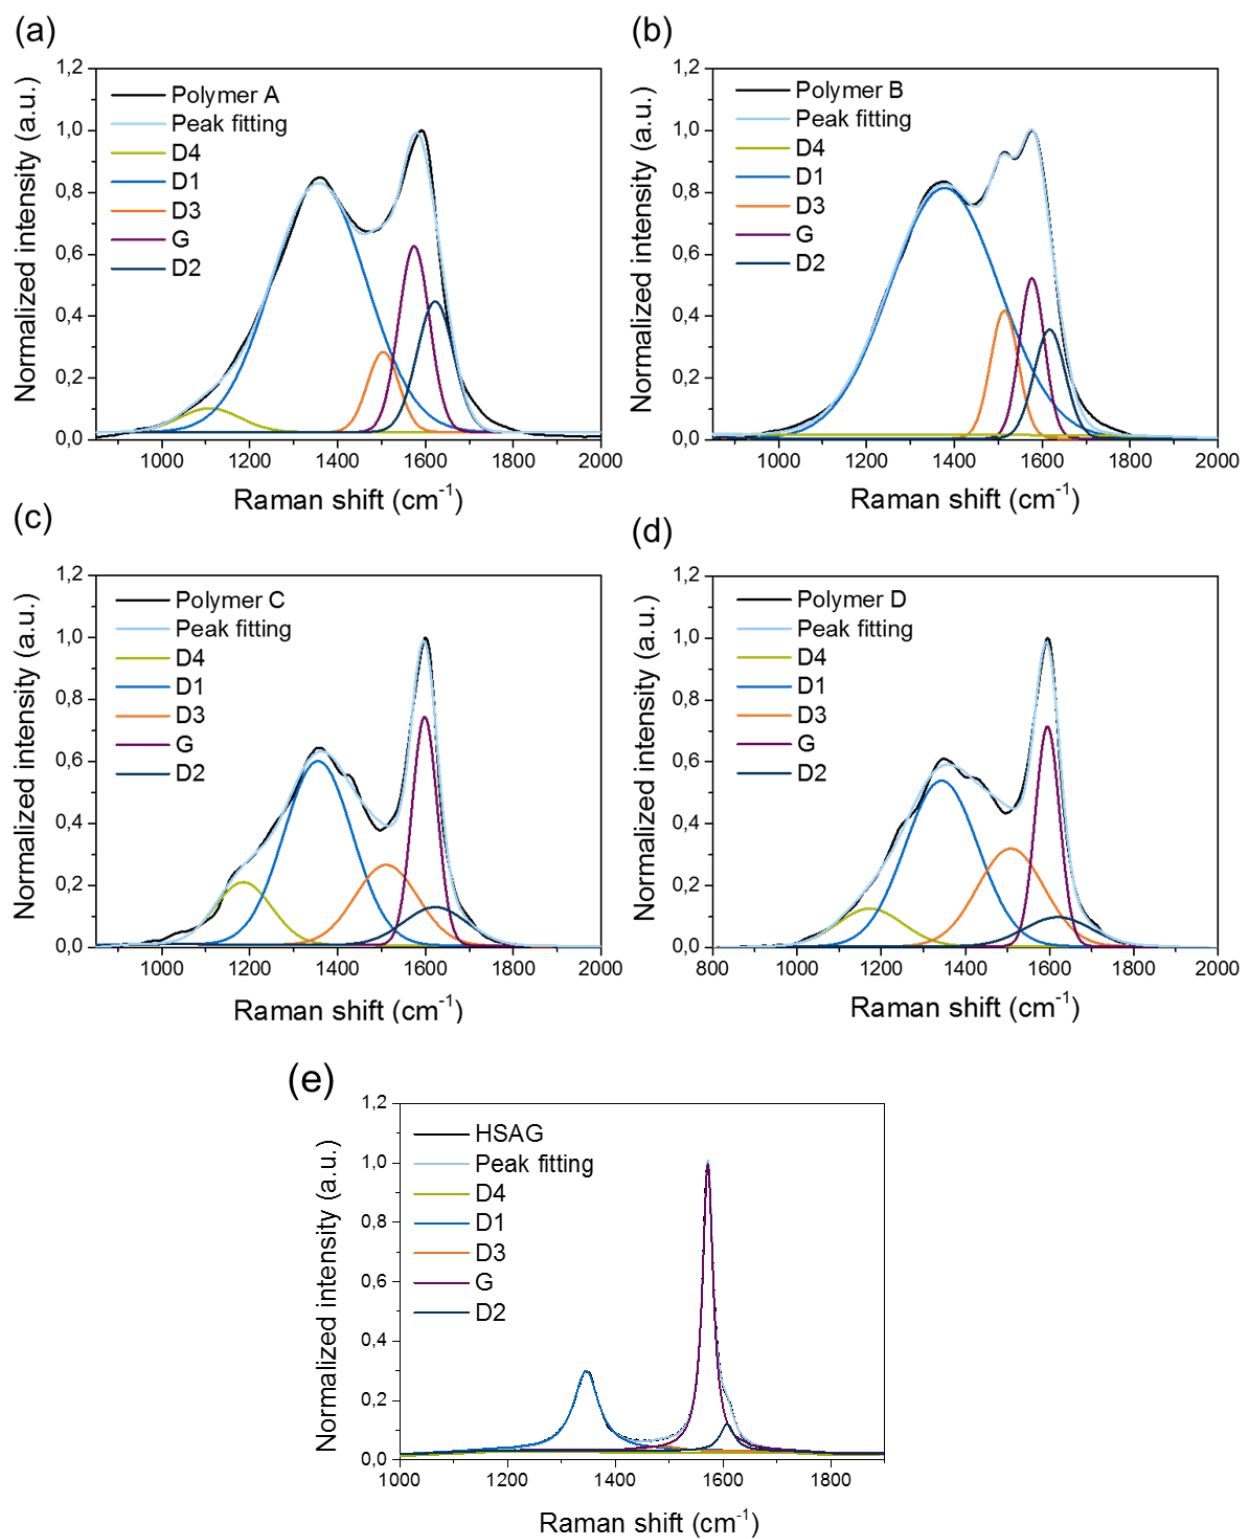 (a)
Normalized intensity (a.u.)
1,2
1,0
0,8
0,6
0,4
0,2
0,0
Polymer A
Peak fitting
D4
D1
D3
G
D2
1000 1200 1400 1600 1800 2000
Raman shift (cm⁻¹)
(b)
Normalized intensity (a.u.)
1,2
1,0
0,8
0,6
0,4
0,2
0,0
Polymer B
Peak fitting
D4
D1
D3
G
D2
1000 1200 1400 1600 1800 2000
Raman shift (cm⁻¹)
(c)
Normalized intensity (a.u.)
1,2
1,0
0,8
0,6
0,4
0,2
0,0
Polymer C
Peak fitting
D4
D1
D3
G
D2
1000 1200 1400 1600 1800 2000
Raman shift (cm⁻¹)
(d)
Normalized intensity (a.u.)
1,2
1,0
0,8
0,6
0,4
0,2
0,0
Polymer D
Peak fitting
D4
D1
D3
G
D2
800 1000 1200 1400 1600 1800 2000
Raman shift (cm⁻¹)
(e)
Normalized intensity (a.u.)
1,2
1,0
0,8
0,6
0,4
0,2
0,0
HSAG
Peak fitting
D4
D1
D3
G
D2
1000 1200 1400 1600 1800
Raman shift (cm⁻¹)